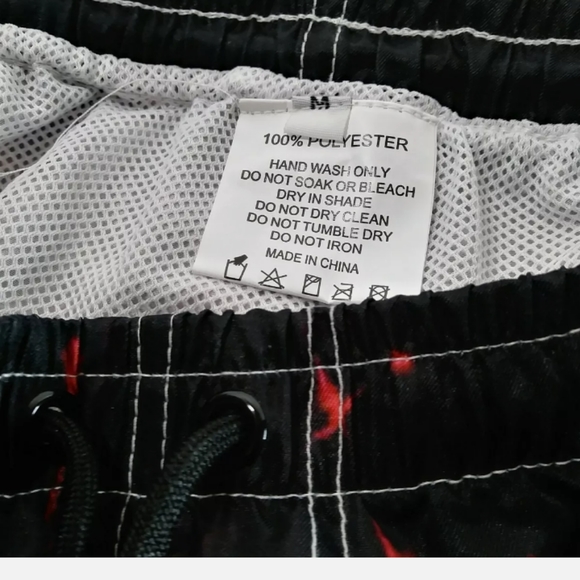 M
100% POLYESTER
HAND WASH ONLY
DO NOT SOAK OR BLEACH
DRY IN SHADE
DO NOT DRY CLEAN
DO NOT TUMBLE DRY
DO NOT IRON
MADE IN CHINA